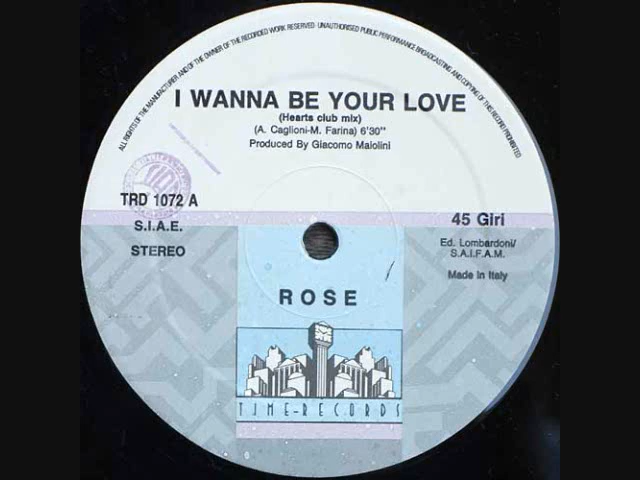 ALL RIGHTS OF THE MANUFACTURER AND OF THE OWNER OF THE RECORDED WORK RESERVED · UNAUTHORISED PUBLIC PERFORMANCE BROADCASTING AND COPYING OF THIS RECORD PROHIBITED
I WANNA BE YOUR LOVE
(Hearts club mix)
(A. Caglioni-M. Farina) 6'30''
Produced By Giacomo Maiolini
TRD 1072 A
S.I.A.E.
STEREO
45 Giri
Ed. Lombardoni/
S.A.I.F.A.M.
Made In Italy
ROSE
TIME-RECORDS